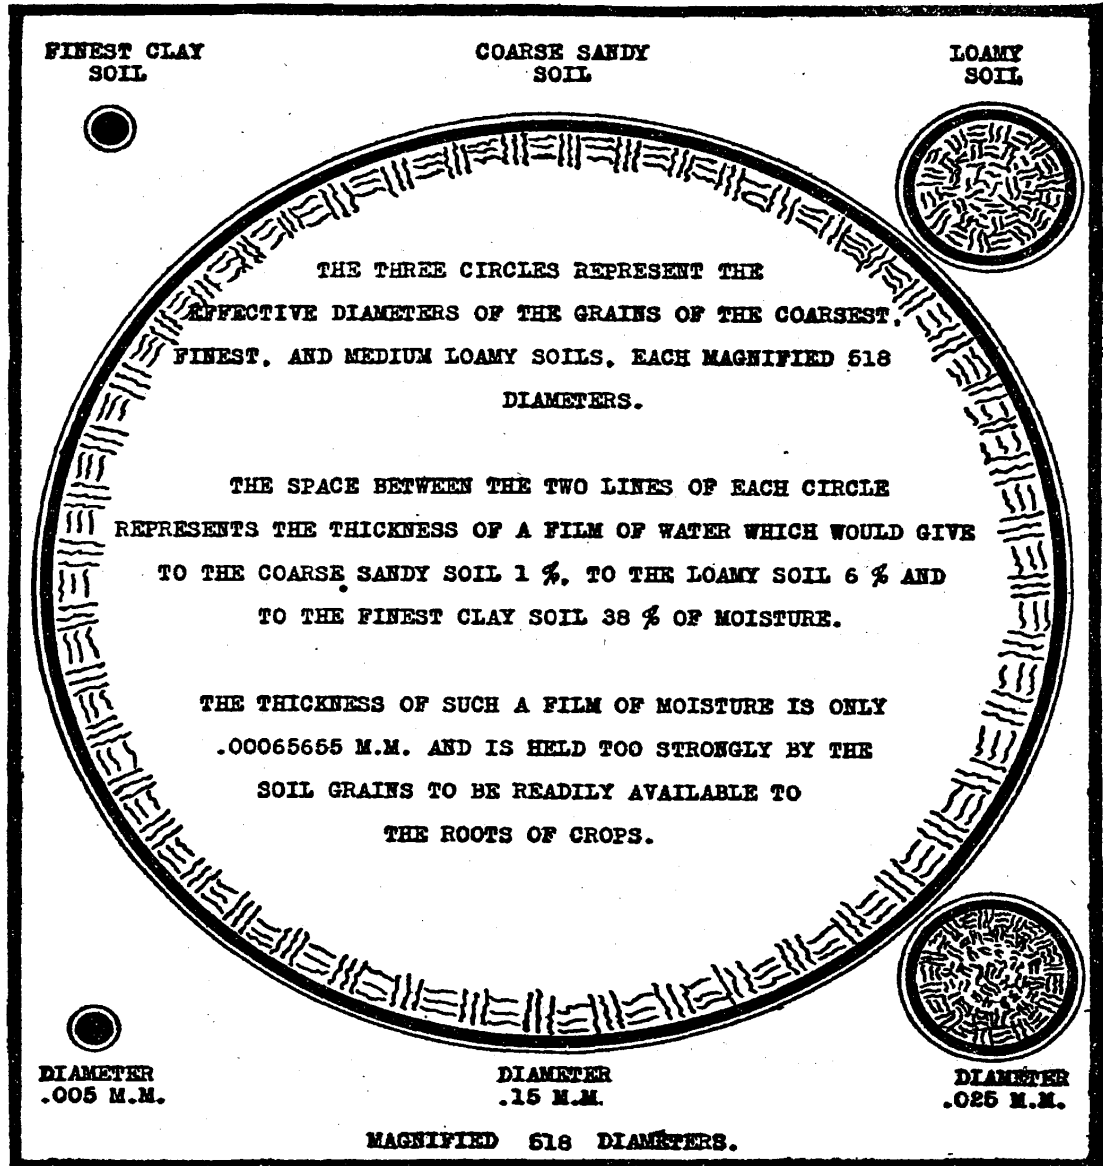 FINEST CLAY
SOIL
COARSE SANDY
SOIL
LOAMY
SOIL
THE THREE CIRCLES REPRESENT THE
EFFECTIVE DIAMETERS OF THE GRAINS OF THE COARSEST,
FINEST, AND MEDIUM LOAMY SOILS, EACH MAGNIFIED 518
DIAMETERS.
THE SPACE BETWEEN THE TWO LINES OF EACH CIRCLE
REPRESENTS THE THICKNESS OF A FILM OF WATER WHICH WOULD GIVE
TO THE COARSE SANDY SOIL 1 %, TO THE LOAMY SOIL 6 % AND
TO THE FINEST CLAY SOIL 38 % OF MOISTURE.
THE THICKNESS OF SUCH A FILM OF MOISTURE IS ONLY
.00065655 M.M. AND IS HELD TOO STRONGLY BY THE
SOIL GRAINS TO BE READILY AVAILABLE TO
THE ROOTS OF CROPS.
DIAMETER
.005 M.M.
DIAMETER
.15 M.M.
DIAMETER
.025 M.M.
MAGNIFIED 518 DIAMETERS.